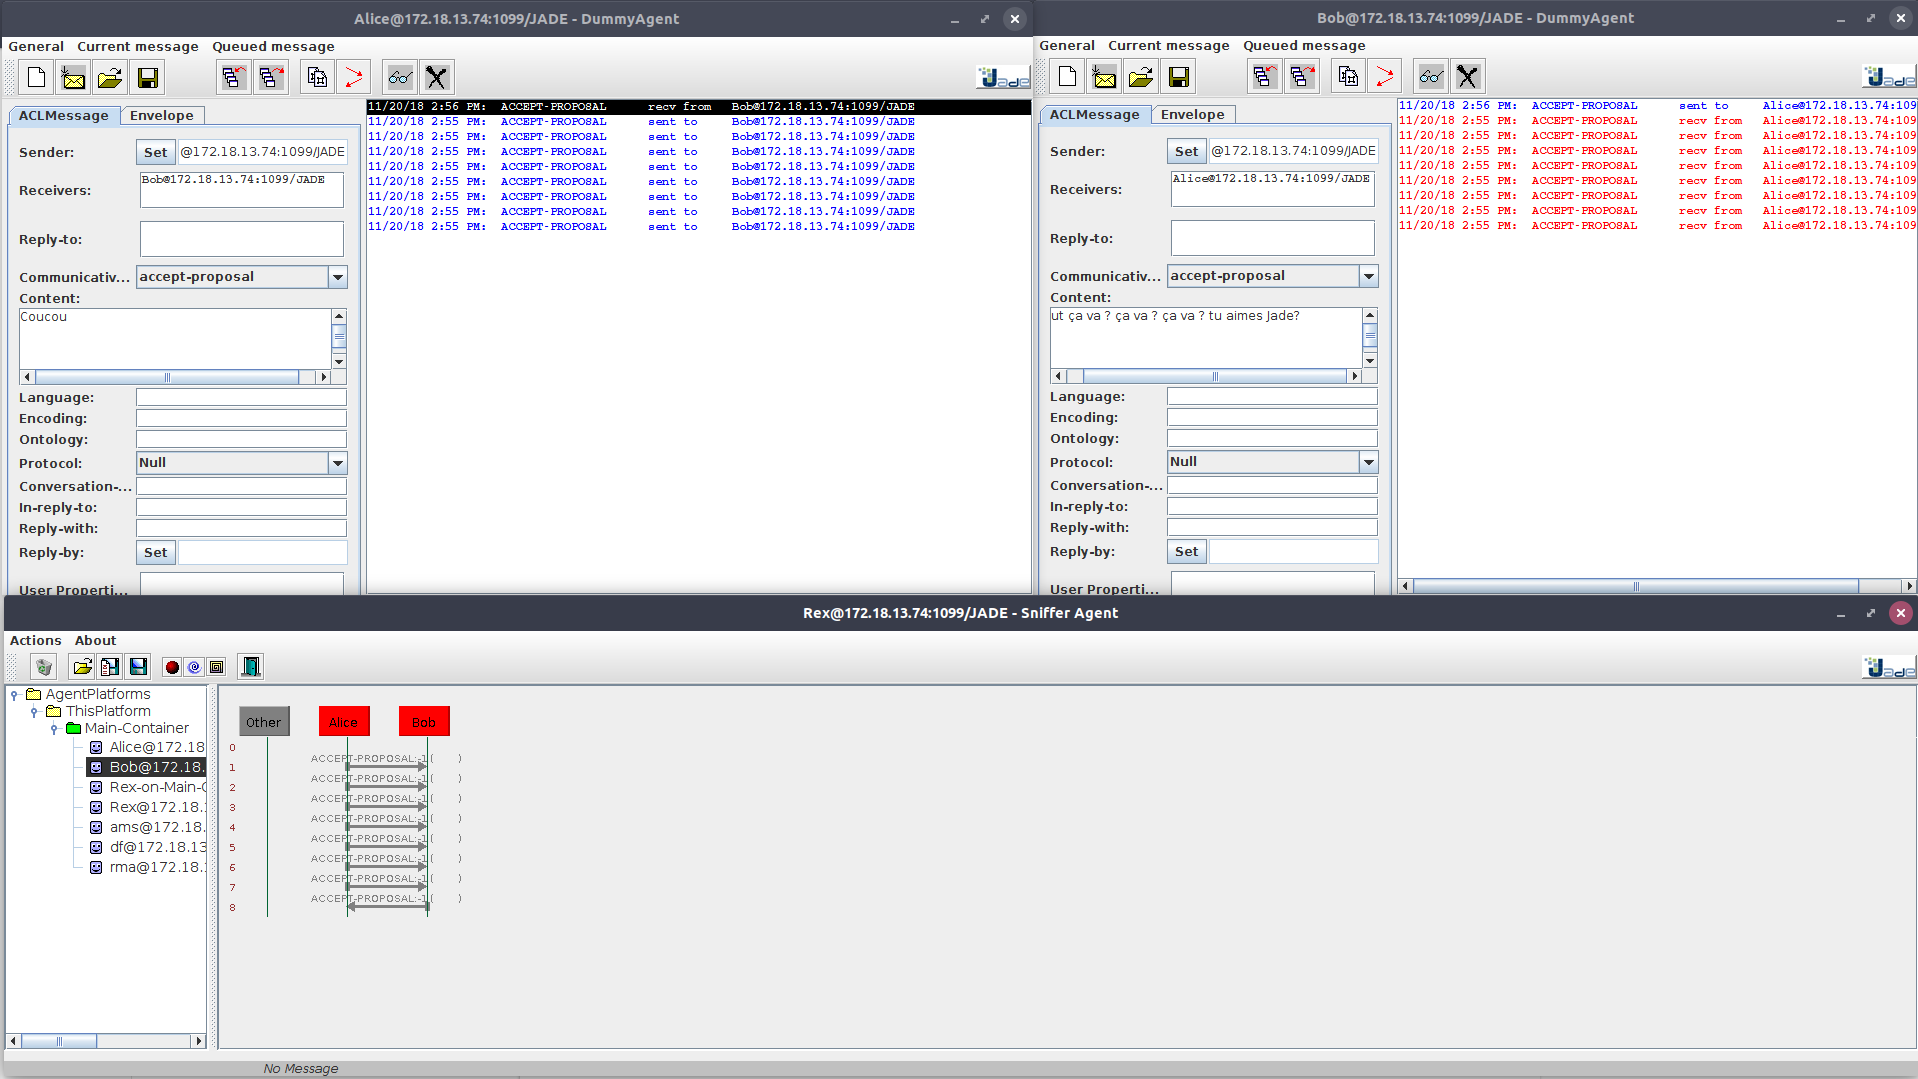 Alice@172.18.13.74:1099/JADE - DummyAgent
General Current message Queued message
Jade
ACLMessage Envelope
Sender: Set @172.18.13.74:1099/JADE
Receivers: Bob@172.18.13.74:1099/JADE
Reply-to:
Communicativ... accept-proposal
Content:
Coucou
Language:
Encoding:
Ontology:
Protocol: Null
Conversation-...
In-reply-to:
Reply-with:
Reply-by: Set
User Properti...
11/20/18 2:56 PM: ACCEPT-PROPOSAL recv from Bob@172.18.13.74:1099/JADE
11/20/18 2:55 PM: ACCEPT-PROPOSAL sent to Bob@172.18.13.74:1099/JADE
11/20/18 2:55 PM: ACCEPT-PROPOSAL sent to Bob@172.18.13.74:1099/JADE
11/20/18 2:55 PM: ACCEPT-PROPOSAL sent to Bob@172.18.13.74:1099/JADE
11/20/18 2:55 PM: ACCEPT-PROPOSAL sent to Bob@172.18.13.74:1099/JADE
11/20/18 2:55 PM: ACCEPT-PROPOSAL sent to Bob@172.18.13.74:1099/JADE
11/20/18 2:55 PM: ACCEPT-PROPOSAL sent to Bob@172.18.13.74:1099/JADE
11/20/18 2:55 PM: ACCEPT-PROPOSAL sent to Bob@172.18.13.74:1099/JADE
11/20/18 2:55 PM: ACCEPT-PROPOSAL sent to Bob@172.18.13.74:1099/JADE
Bob@172.18.13.74:1099/JADE - DummyAgent
General Current message Queued message
Jade
ACLMessage Envelope
Sender: Set @172.18.13.74:1099/JADE
Receivers: Alice@172.18.13.74:1099/JADE
Reply-to:
Communicativ... accept-proposal
Content:
ut ça va ? ça va ? ça va ? tu aimes Jade?
Language:
Encoding:
Ontology:
Protocol: Null
Conversation-...
In-reply-to:
Reply-with:
Reply-by: Set
User Properti...
11/20/18 2:56 PM: ACCEPT-PROPOSAL sent to Alice@172.18.13.74:109
11/20/18 2:55 PM: ACCEPT-PROPOSAL recv from Alice@172.18.13.74:109
11/20/18 2:55 PM: ACCEPT-PROPOSAL recv from Alice@172.18.13.74:109
11/20/18 2:55 PM: ACCEPT-PROPOSAL recv from Alice@172.18.13.74:109
11/20/18 2:55 PM: ACCEPT-PROPOSAL recv from Alice@172.18.13.74:109
11/20/18 2:55 PM: ACCEPT-PROPOSAL recv from Alice@172.18.13.74:109
11/20/18 2:55 PM: ACCEPT-PROPOSAL recv from Alice@172.18.13.74:109
11/20/18 2:55 PM: ACCEPT-PROPOSAL recv from Alice@172.18.13.74:109
11/20/18 2:55 PM: ACCEPT-PROPOSAL recv from Alice@172.18.13.74:109
Rex@172.18.13.74:1099/JADE - Sniffer Agent
Actions About
Jade
AgentPlatforms
ThisPlatform
Main-Container
Alice@172.18
Bob@172.18.
Rex-on-Main-C
Rex@172.18.
ams@172.18.
df@172.18.13
rma@172.18.
Other Alice Bob
0
ACCEPT-PROPOSAL:-1( )
1
ACCEPT-PROPOSAL:-1( )
2
ACCEPT-PROPOSAL:-1( )
3
ACCEPT-PROPOSAL:-1( )
4
ACCEPT-PROPOSAL:-1( )
5
ACCEPT-PROPOSAL:-1( )
6
ACCEPT-PROPOSAL:-1( )
7
ACCEPT-PROPOSAL:-1( )
8
No Message